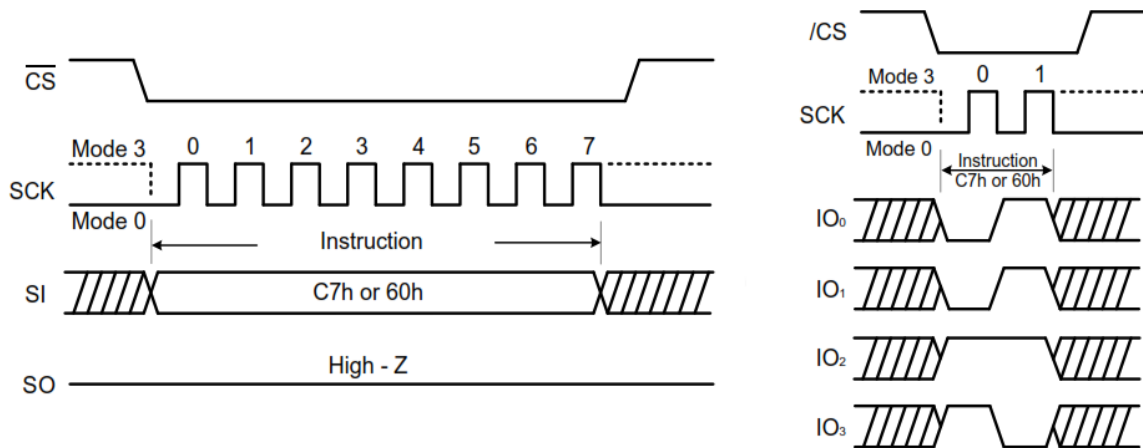 CS
Mode 3
0 1 2 3 4 5 6 7
SCK
Mode 0
Instruction
SI
C7h or 60h
High - Z
SO
/CS
Mode 3
0 1
SCK
Mode 0
Instruction
C7h or 60h
IO₀
IO₁
IO₂
IO₃